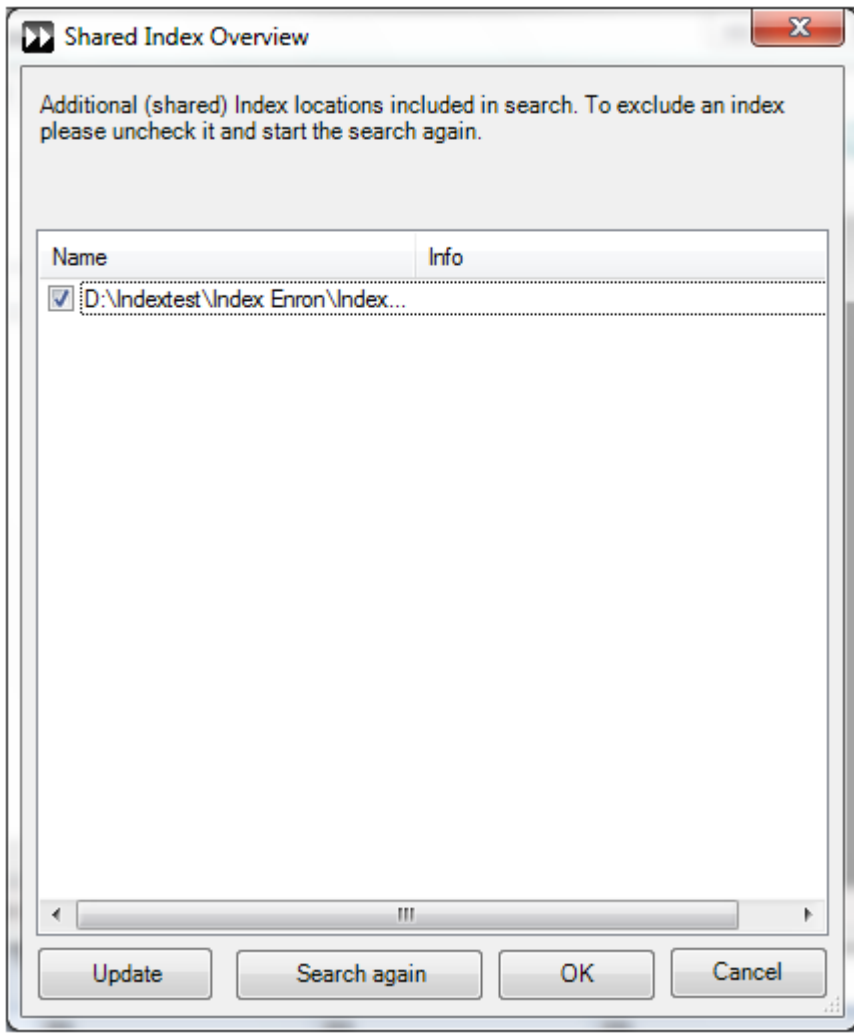 Shared Index Overview
Additional (shared) Index locations included in search. To exclude an index
please uncheck it and start the search again.
Name Info
D:\Indextest\Index Enron\Index...
Update Search again OK Cancel